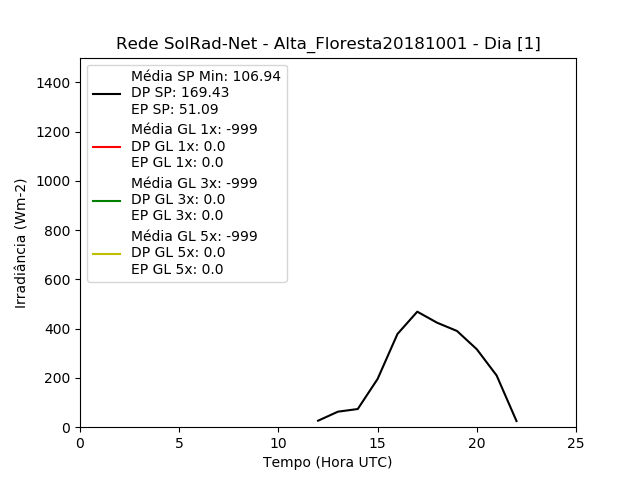 Rede SolRad-Net - Alta_Floresta20181001 - Dia [1]
Média SP Min: 106.94
DP SP: 169.43
EP SP: 51.09
Média GL 1x: -999
DP GL 1x: 0.0
EP GL 1x: 0.0
Média GL 3x: -999
DP GL 3x: 0.0
EP GL 3x: 0.0
Média GL 5x: -999
DP GL 5x: 0.0
EP GL 5x: 0.0
Irradiância (Wm-2)
1400
1200
1000
800
600
400
200
0
0 5 10 15 20 25
Tempo (Hora UTC)